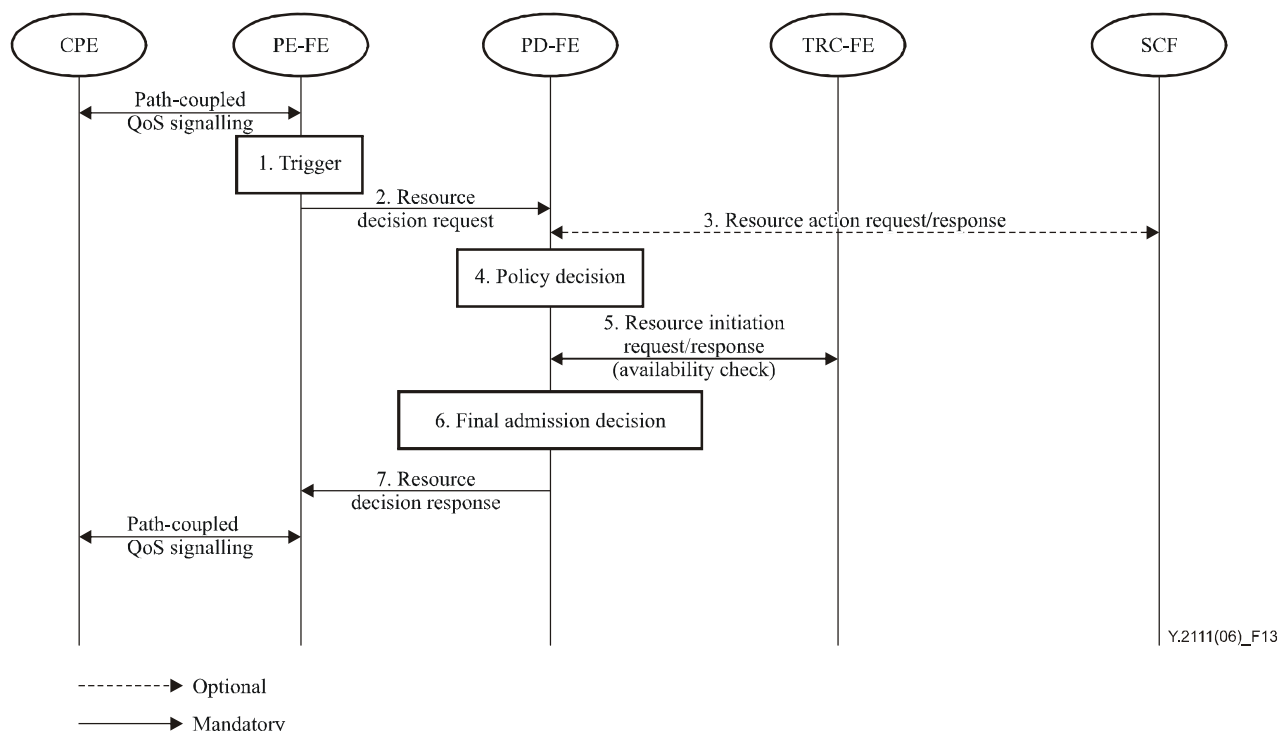 CPE
PE-FE
PD-FE
TRC-FE
SCF
Path-coupled
QoS signalling
1. Trigger
2. Resource
decision request
3. Resource action request/response
4. Policy decision
5. Resource initiation
request/response
(availability check)
6. Final admission decision
7. Resource
decision response
Path-coupled
QoS signalling
Y.2111(06)_F13
Optional
Mandatory